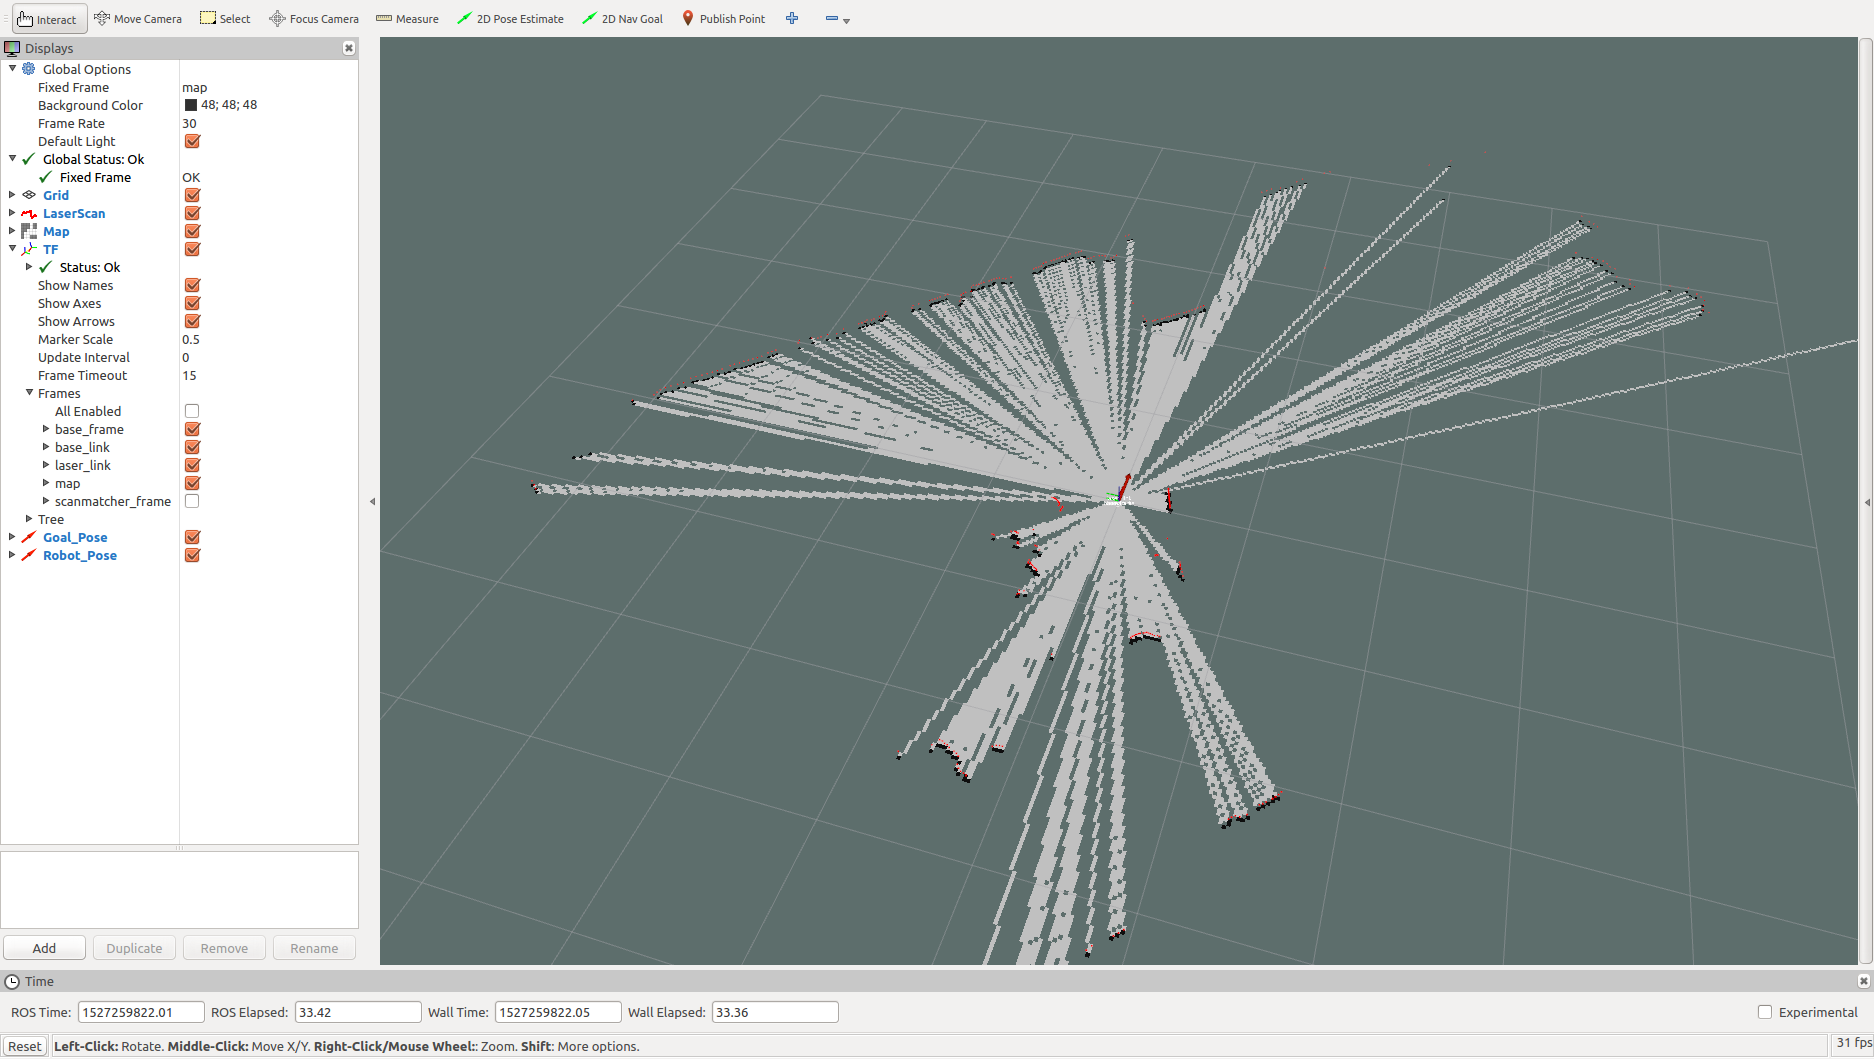 Interact Move Camera Select Focus Camera Measure 2D Pose Estimate 2D Nav Goal Publish Point
Displays
Global Options
Fixed Frame map
Background Color 48; 48; 48
Frame Rate 30
Default Light
Global Status: Ok
Fixed Frame OK
Grid
LaserScan
Map
TF
Status: Ok
Show Names
Show Axes
Show Arrows
Marker Scale 0.5
Update Interval 0
Frame Timeout 15
Frames
All Enabled
base_frame
base_link
laser_link
map
scanmatcher_frame
Tree
Goal_Pose
Robot_Pose
Add Duplicate Remove Rename
Time
ROS Time: 1527259822.01 ROS Elapsed: 33.42 Wall Time: 1527259822.05 Wall Elapsed: 33.36 Experimental
Reset Left-Click: Rotate. Middle-Click: Move X/Y. Right-Click/Mouse Wheel:: Zoom. Shift: More options. 31 fps